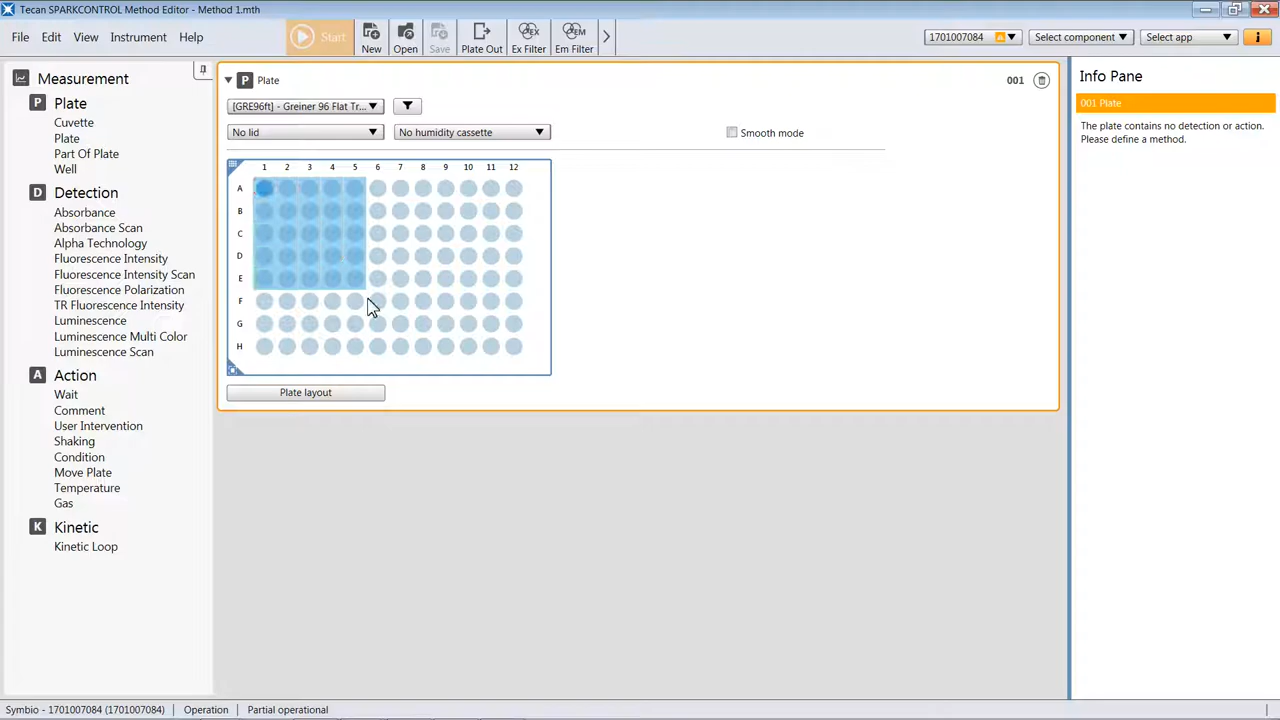 Tecan SPARKCONTROL Method Editor - Method 1.mth
File Edit View Instrument Help
Start
New Open Save Plate Out Ex Filter Em Filter
EX EM
1701007084 A Select component Select app i
Measurement
P Plate
Cuvette
Plate
Part Of Plate
Well
D Detection
Absorbance
Absorbance Scan
Alpha Technology
Fluorescence Intensity
Fluorescence Intensity Scan
Fluorescence Polarization
TR Fluorescence Intensity
Luminescence
Luminescence Multi Color
Luminescence Scan
A Action
Wait
Comment
User Intervention
Shaking
Condition
Move Plate
Temperature
Gas
K Kinetic
Kinetic Loop
P Plate 001
[GRE96ft] - Greiner 96 Flat Tr...
No lid No humidity cassette Smooth mode
1 2 3 4 5 6 7 8 9 10 11 12
A
B
C
D
E
F
G
H
Plate layout
Info Pane
001 Plate
The plate contains no detection or action.
Please define a method.
Symbio - 1701007084 (1701007084) Operation Partial operational